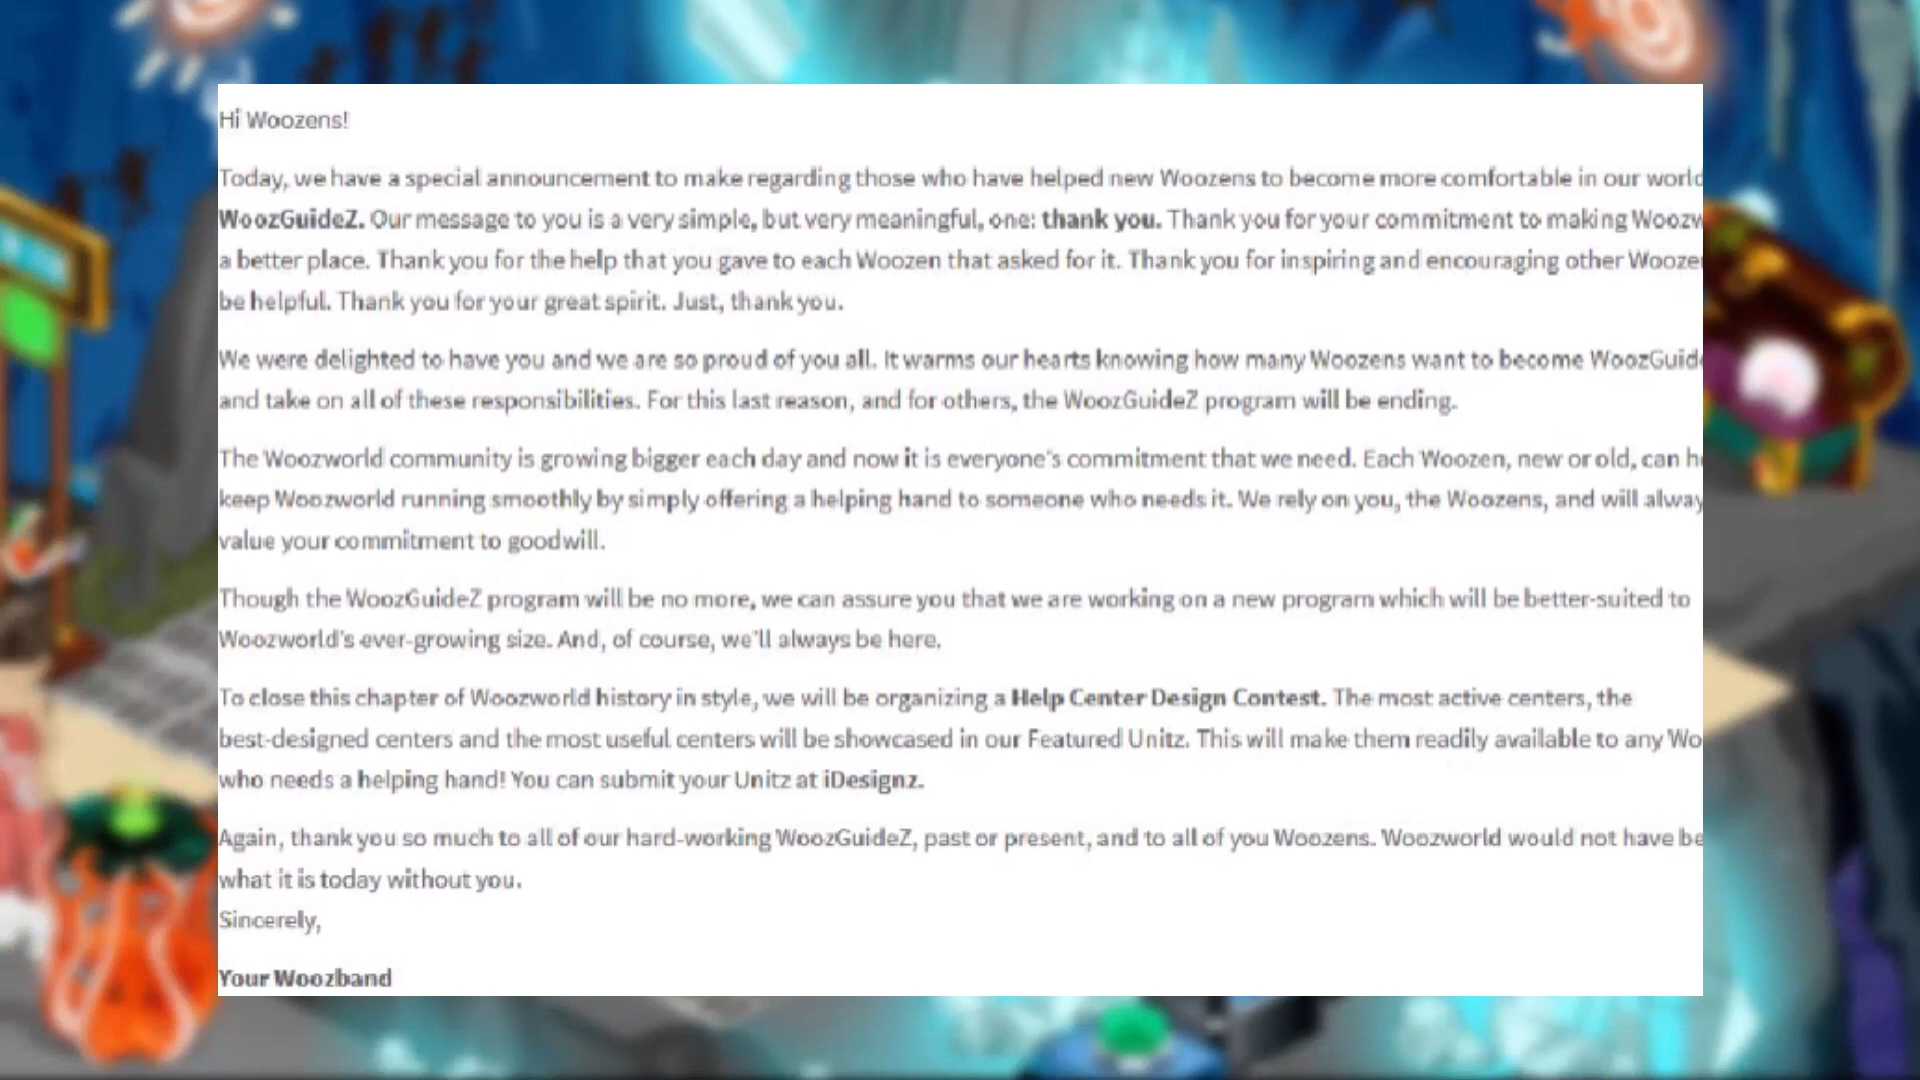 Hi Woozens!
Today, we have a special announcement to make regarding those who have helped new Woozens to become more comfortable in our world
WoozGuideZ. Our message to you is a very simple, but very meaningful, one: thank you. Thank you for your commitment to making Woozw
a better place. Thank you for the help that you gave to each Woozen that asked for it. Thank you for inspiring and encouraging other Woozen
be helpful. Thank you for your great spirit. Just, thank you.
We were delighted to have you and we are so proud of you all. It warms our hearts knowing how many Woozens want to become WoozGuide
and take on all of these responsibilities. For this last reason, and for others, the WoozGuideZ program will be ending.
The Woozworld community is growing bigger each day and now it is everyone's commitment that we need. Each Woozen, new or old, can he
keep Woozworld running smoothly by simply offering a helping hand to someone who needs it. We rely on you, the Woozens, and will alway
value your commitment to goodwill.
Though the WoozGuideZ program will be no more, we can assure you that we are working on a new program which will be better-suited to
Woozworld's ever-growing size. And, of course, we'll always be here.
To close this chapter of Woozworld history in style, we will be organizing a Help Center Design Contest. The most active centers, the
best-designed centers and the most useful centers will be showcased in our Featured Unitz. This will make them readily available to any Wo
who needs a helping hand! You can submit your Unitz at iDesignz.
Again, thank you so much to all of our hard-working WoozGuideZ, past or present, and to all of you Woozens. Woozworld would not have be
what it is today without you.
Sincerely,
Your Woozband